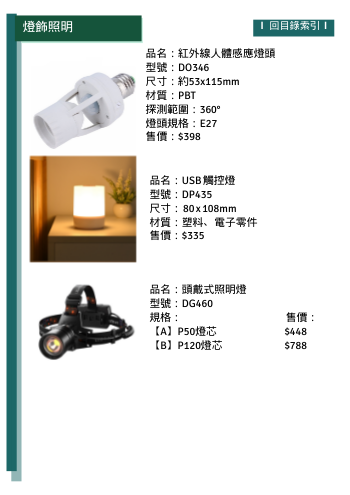 燈飾照明
I 回目錄索引 I
品名：紅外線人體感應燈頭
型號：DO346
尺寸：約53x115mm
材質：PBT
探測範圍：360°
燈頭規格：E27
售價：$398
品名：USB觸控燈
型號：DP435
尺寸：80x108mm
材質：塑料、電子零件
售價：$335
品名：頭戴式照明燈
型號：DG460
規格： 售價：
【A】P50燈芯 $448
【B】P120燈芯 $788